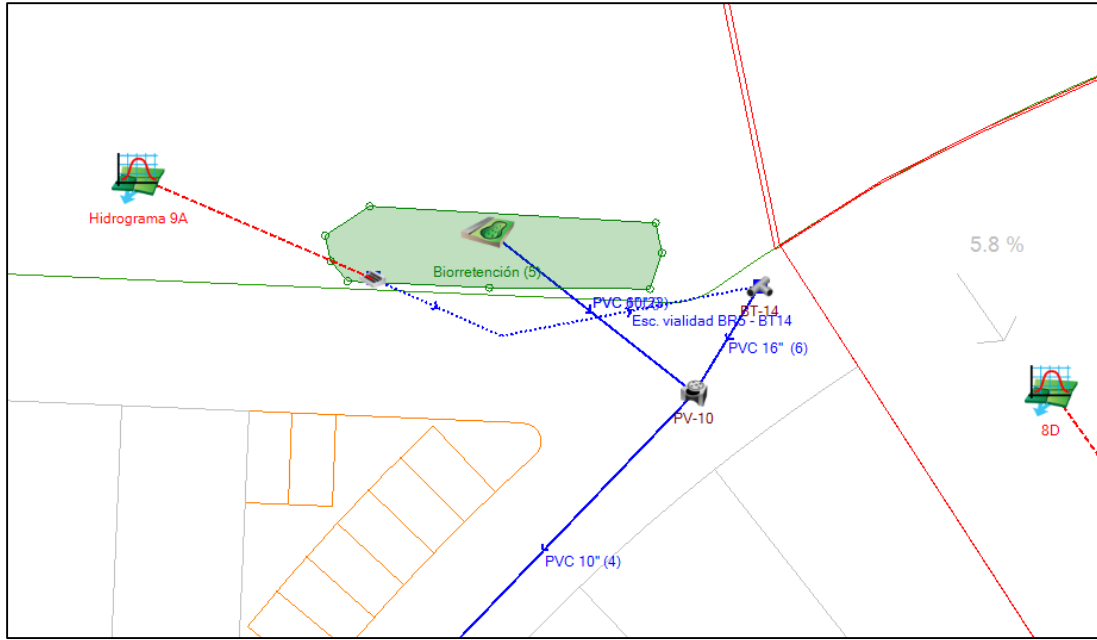 Hidrograma 9A
5.8 %
Biorretención (5)
PVC
Esc. vialidad BR5 - BT14
BT-14
PVC 16" (6)
PV-10
8D
PVC 10" (4)